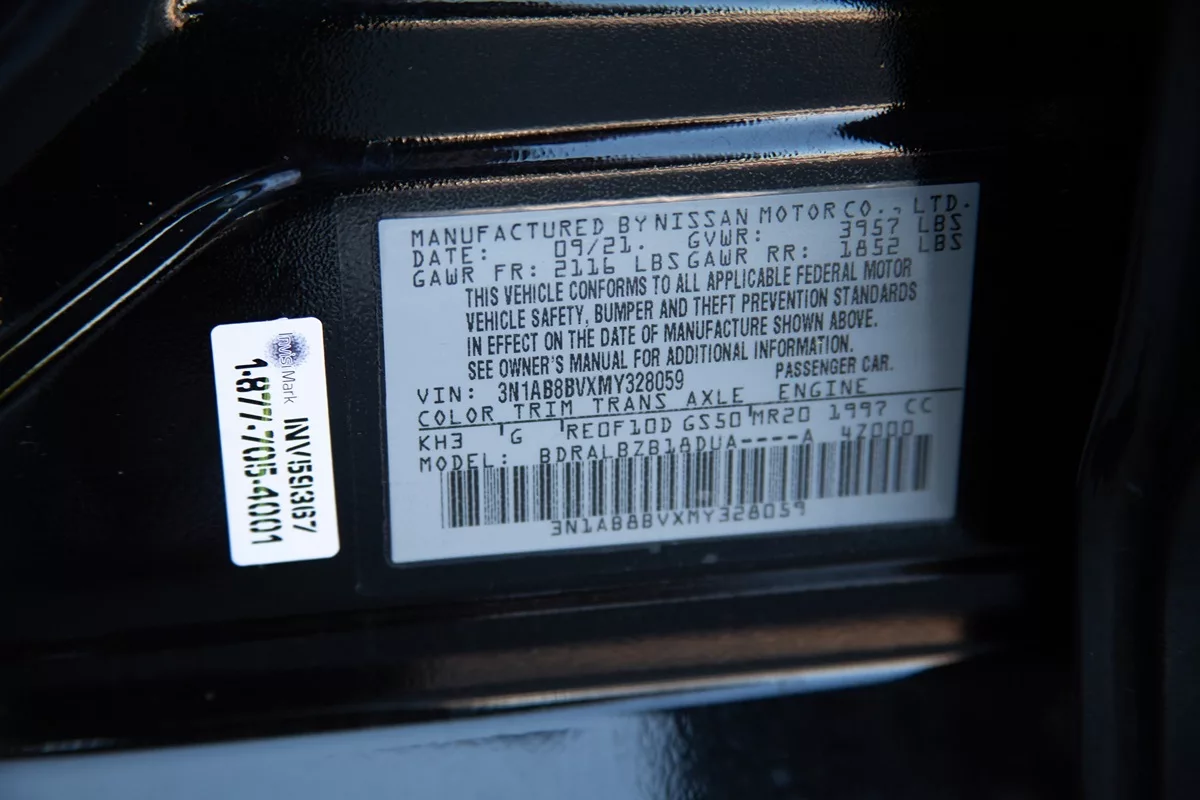 MANUFACTURED BY NISSAN MOTOR CO., LTD.
DATE: 09/21. GVWR: 3957 LBS
GAWR FR: 2116 LBS GAWR RR: 1852 LBS
THIS VEHICLE CONFORMS TO ALL APPLICABLE FEDERAL MOTOR
VEHICLE SAFETY, BUMPER AND THEFT PREVENTION STANDARDS
IN EFFECT ON THE DATE OF MANUFACTURE SHOWN ABOVE.
SEE OWNER'S MANUAL FOR ADDITIONAL INFORMATION.
PASSENGER CAR.
VIN: 3N1AB8BVXMY328059
COLOR TRIM TRANS AXLE ENGINE
KH3 G RE0F10D GS50 MR20 1997 CC
MODEL: BDRALBZB18DUA----A 47000
3N1AB8BVXMY328059
InvisiMark
INV159367
1-877-705-4001